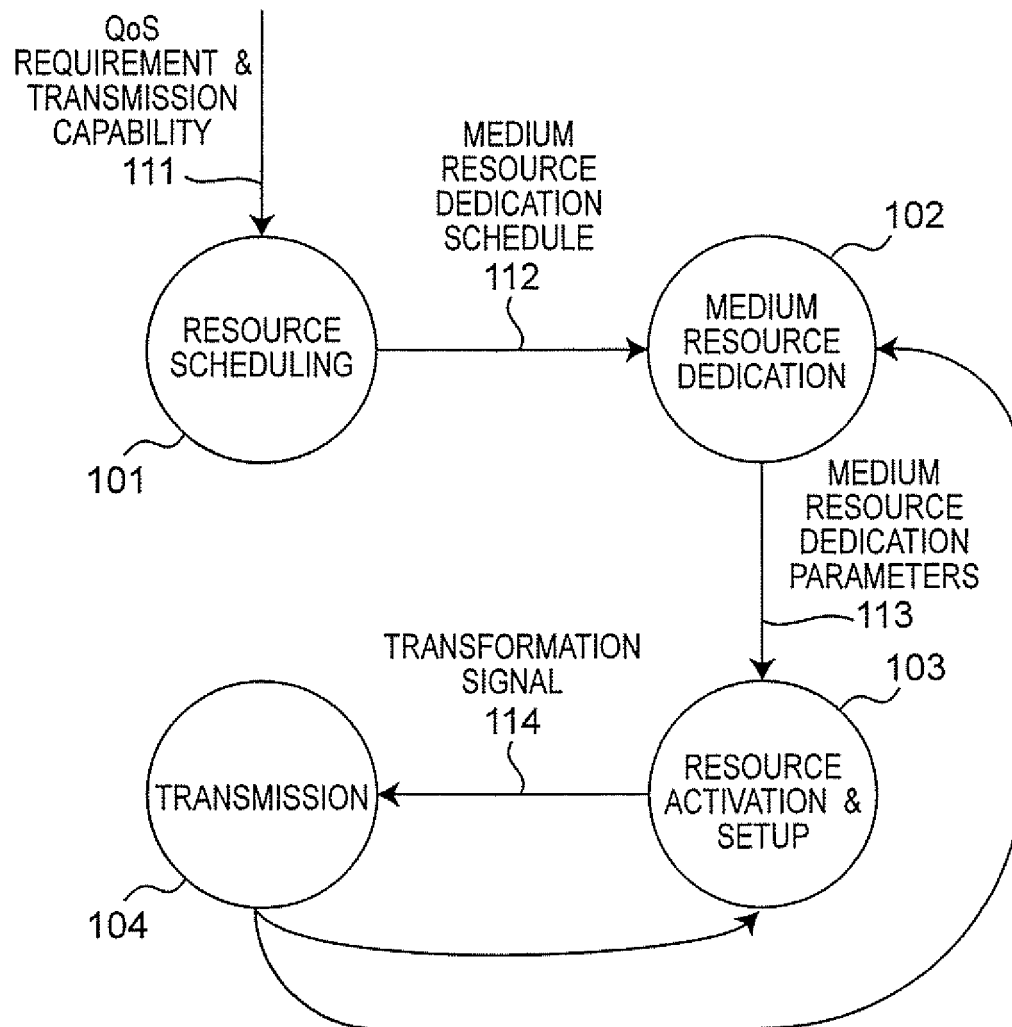 QoS
REQUIREMENT &
TRANSMISSION
CAPABILITY
111
MEDIUM
RESOURCE
DEDICATION
SCHEDULE
112
102
RESOURCE
SCHEDULING
MEDIUM
RESOURCE
DEDICATION
101
MEDIUM
RESOURCE
DEDICATION
PARAMETERS
113
TRANSFORMATION
SIGNAL
114
103
TRANSMISSION
RESOURCE
ACTIVATION &
SETUP
104